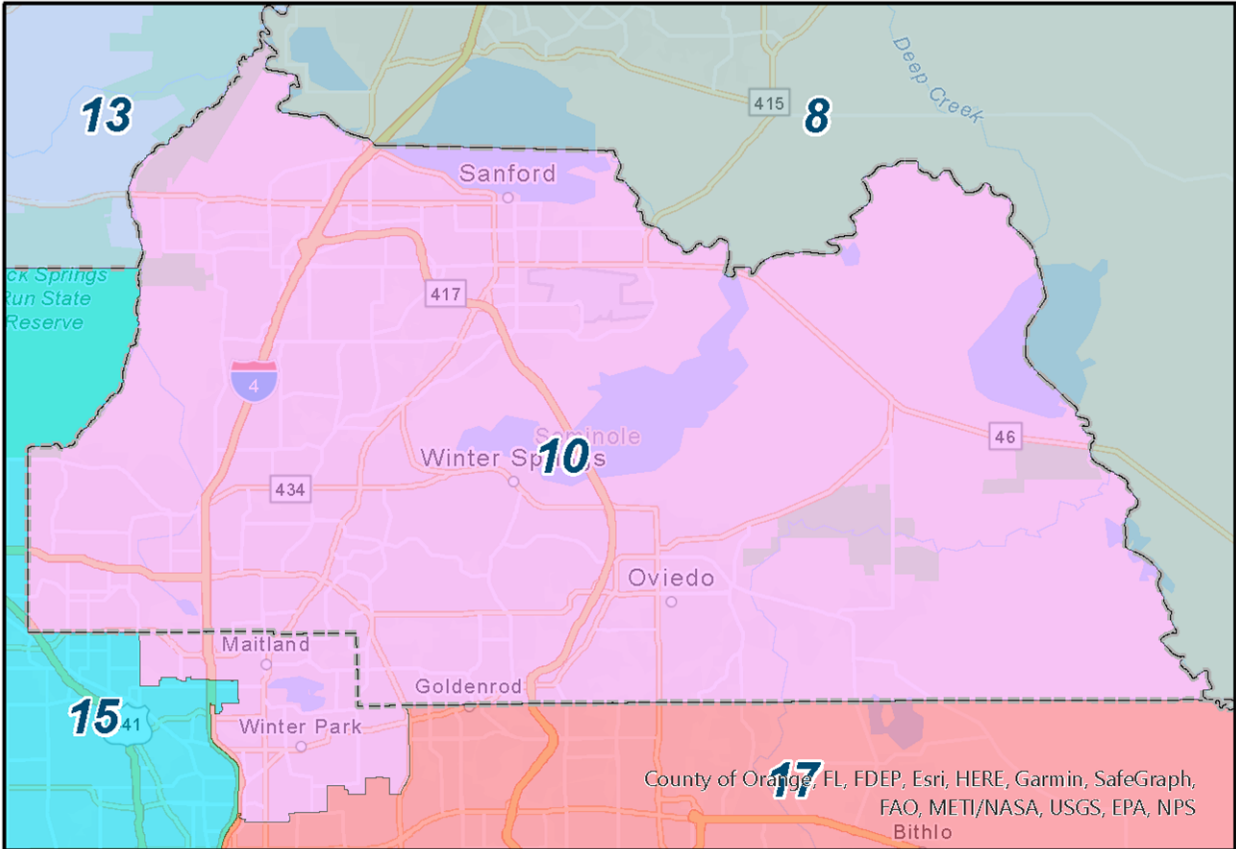 13
8
415
Deep Creek
Sanford
ck Springs
Run State
Reserve
417
4
Seminole
10
Winter Springs
46
434
Oviedo
Maitland
Goldenrod
15
41
Winter Park
17
County of Orange, FL, FDEP, Esri, HERE, Garmin, SafeGraph,
FAO, METI/NASA, USGS, EPA, NPS
Bithlo